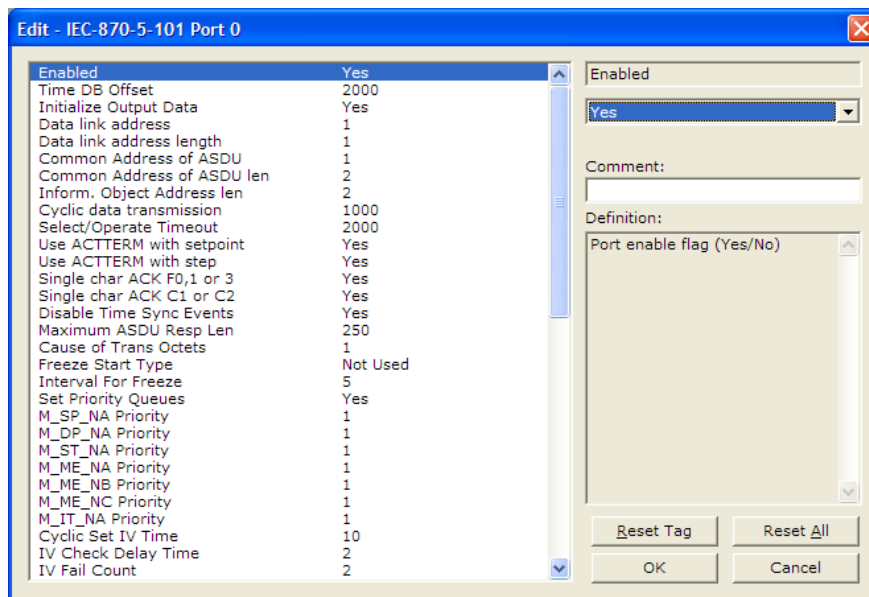 Edit - IEC-870-5-101 Port 0
Enabled Yes
Time DB Offset 2000
Initialize Output Data Yes
Data link address 1
Data link address length 1
Common Address of ASDU 1
Common Address of ASDU len 2
Inform. Object Address len 2
Cyclic data transmission 1000
Select/Operate Timeout 2000
Use ACTTERM with setpoint Yes
Use ACTTERM with step Yes
Single char ACK F0,1 or 3 Yes
Single char ACK C1 or C2 Yes
Disable Time Sync Events Yes
Maximum ASDU Resp Len 250
Cause of Trans Octets 1
Freeze Start Type Not Used
Interval For Freeze 5
Set Priority Queues Yes
M_SP_NA Priority 1
M_DP_NA Priority 1
M_ST_NA Priority 1
M_ME_NA Priority 1
M_ME_NB Priority 1
M_ME_NC Priority 1
M_IT_NA Priority 1
Cyclic Set IV Time 10
IV Check Delay Time 2
IV Fail Count 2
Enabled
Yes
Comment:
Definition:
Port enable flag (Yes/No)
Reset Tag Reset All
OK Cancel